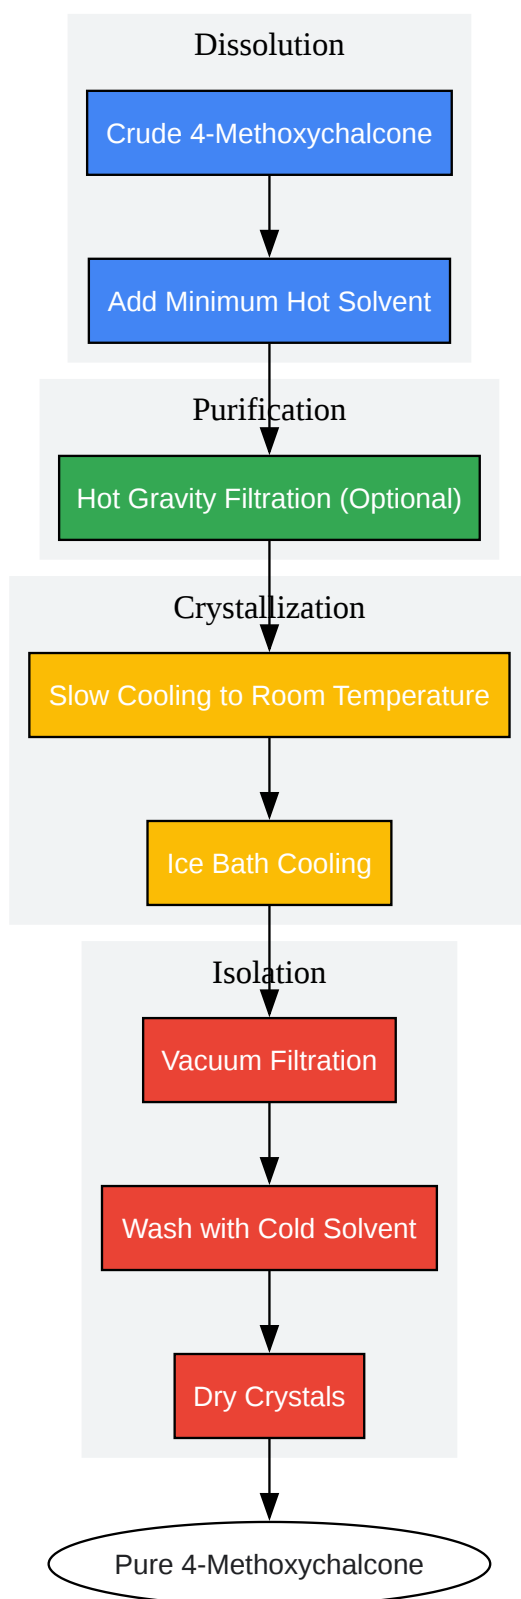 Dissolution
Crude 4-Methoxychalcone
Add Minimum Hot Solvent
Purification
Hot Gravity Filtration (Optional)
Crystallization
Slow Cooling to Room Temperature
Ice Bath Cooling
Isolation
Vacuum Filtration
Wash with Cold Solvent
Dry Crystals
Pure 4-Methoxychalcone